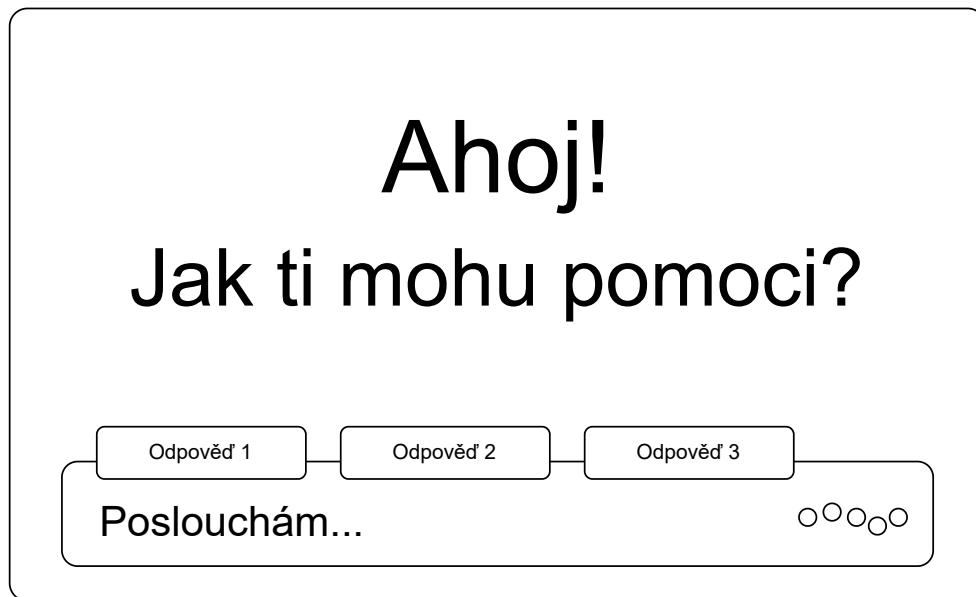 Ahoj!
Jak ti mohu pomoci?
Odpověď 1
Odpověď 2
Odpověď 3
Poslouchám...